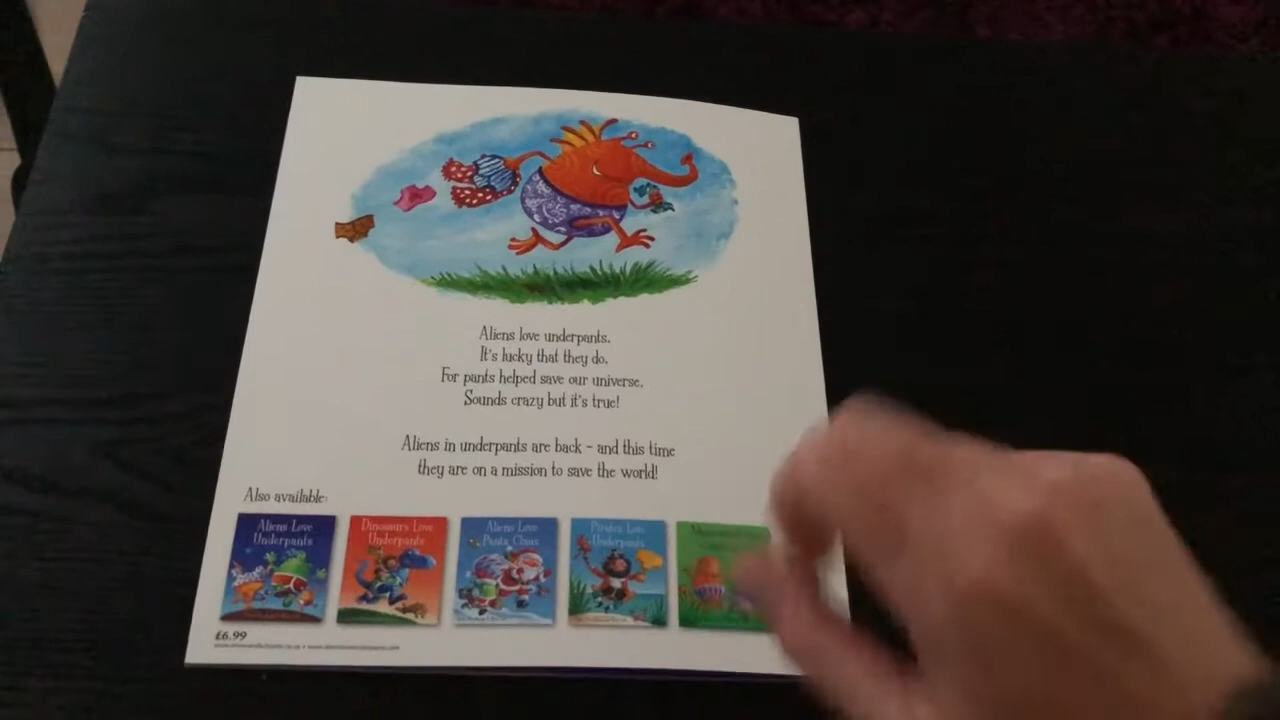 Aliens love underpants.
It's lucky that they do.
For pants helped save our universe.
Sounds crazy but it's true!
Aliens in underpants are back – and this time
they are on a mission to save the world!
Also available:
Aliens Love
Underpants
Dinosaurs Love
Underpants
Aliens Love
Panta Claus
Pirates Love
Underpants
£6.99